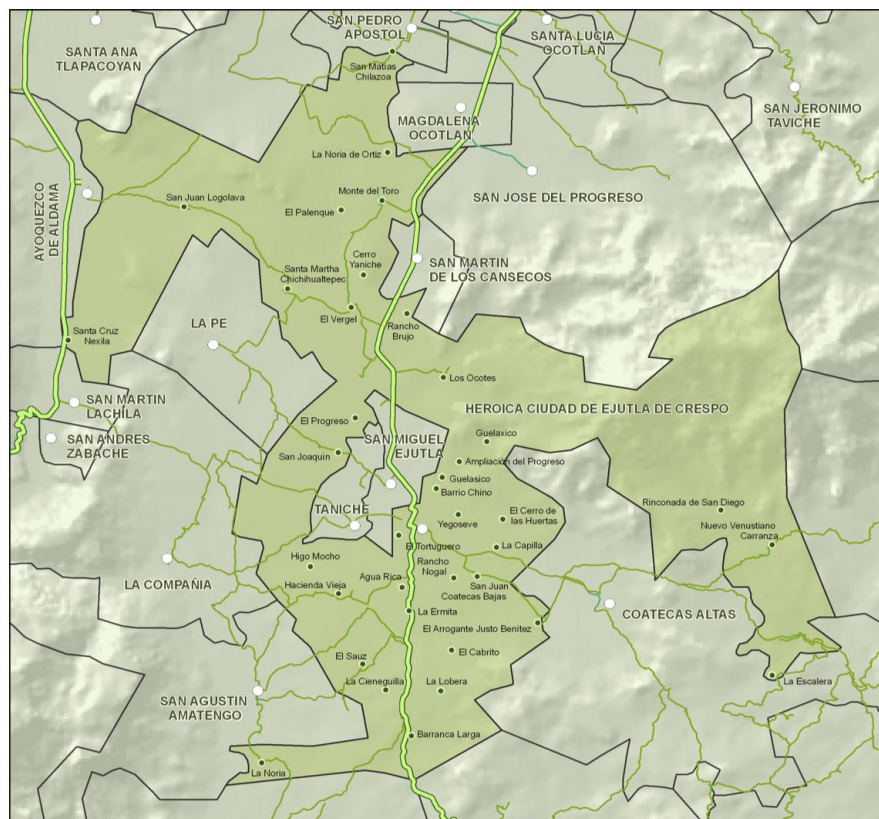 SAN PEDRO
APOSTOL
SANTA LUCIA
OCOTLAN
SANTA ANA
TLAPACOYAN
San Matias
Chilazoa
SAN JERONIMO
TAVICHE
MAGDALENA
OCOTLAN
La Noria de Ortiz
AYOQUEZCO
DE ALDAMA
San Juan Logolava
Monte del Toro
El Palenque
SAN JOSE DEL PROGRESO
Cerro
Yaniche
SAN MARTIN
DE LOS CANSECOS
Santa Martha
Chichihualtepec
El Vergel
Rancho
Brujo
LA PE
Santa Cruz
Nexila
Los Ocotes
SAN MARTIN
LACHILA
HEROICA CIUDAD DE EJUTLA DE CRESPO
El Progreso
SAN ANDRES
ZABACHE
SAN MIGUEL
EJUTLA
Guelaxico
San Joaquin
Ampliación del Progreso
Guelasico
Barrio Chino
Rinconada de San Diego
TANICHE
Yegoseve
El Cerro de
las Huertas
Nuevo Venustiano
Carranza
El Tortuguero
La Capilla
Higo Mocho
Rancho
Nogal
LA COMPAÑIA
Hacienda Vieja
Agua Rica
San Juan
Coatecas Bajas
La Ermita
COATECAS ALTAS
El Arrogante Justo Benitez
El Sauz
El Cabrito
La Cieneguilla
La Lobera
La Escalera
SAN AGUSTIN
AMATENGO
Barranca Larga
La Noria